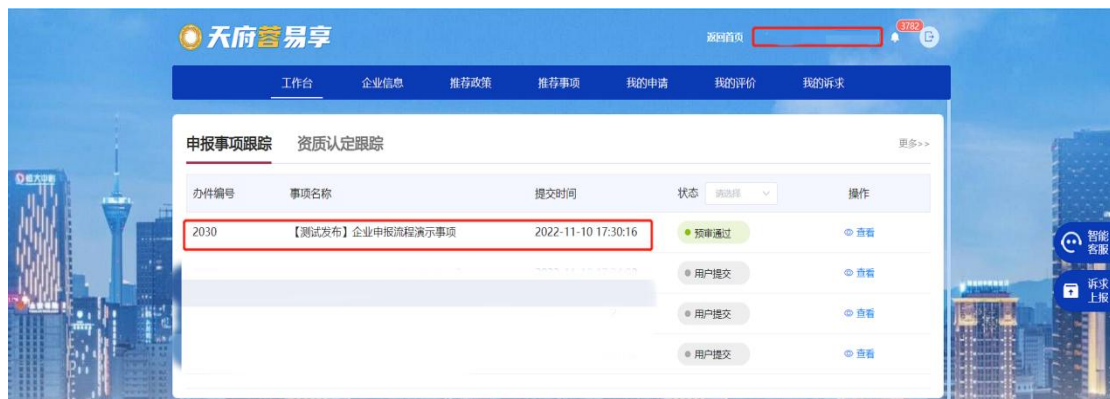 天府蓉易享
返回首页
3782
工作台 企业信息 推荐政策 推荐事项 我的申请 我的评价 我的诉求
申报事项跟踪 资质认定跟踪 更多>>
办件编号 事项名称 提交时间 状态 请选择 操作
2030 【测试发布】企业申报流程演示事项 2022-11-10 17:30:16 预审通过 查看
用户提交 查看
用户提交 查看
用户提交 查看
智能
客服
诉求
上报
恒大中心